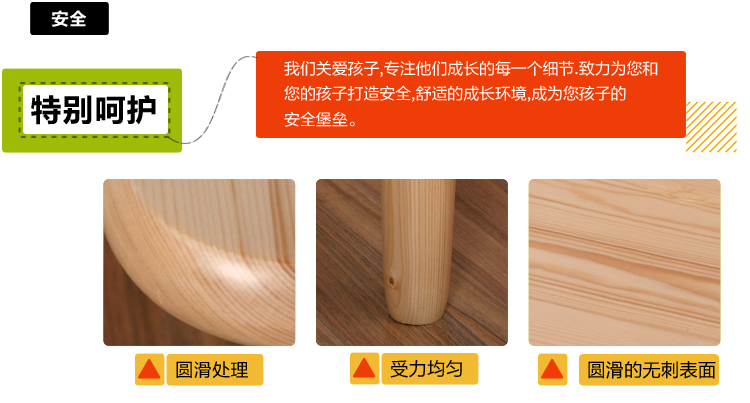 安全
特别呵护
我们关爱孩子,专注他们成长的每一个细节.致力为您和
您的孩子打造安全,舒适的成长环境,成为您孩子的
安全堡垒。
圆滑处理
受力均匀
圆滑的无刺表面